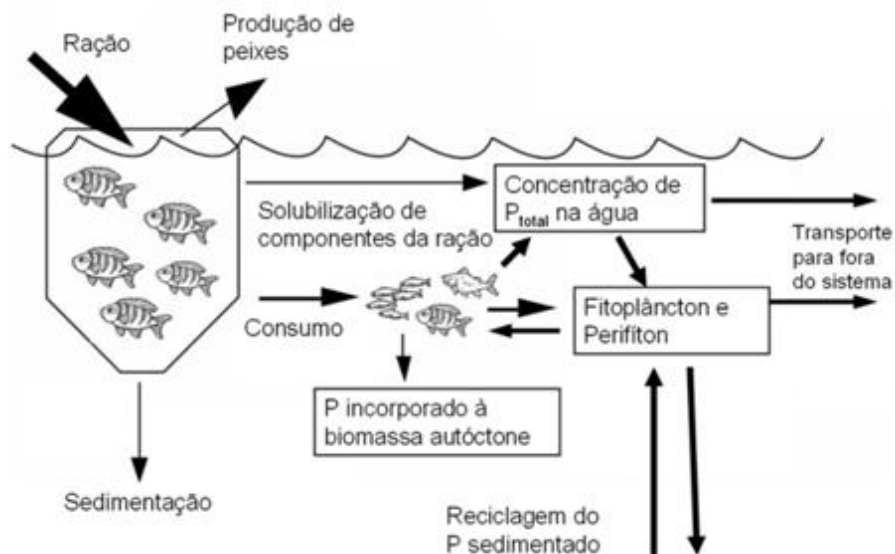 Ração
Produção de
peixes
Solubilização de
componentes da ração
Concentração de
P_total na água
Transporte
para fora
do sistema
Consumo
Fitoplâncton e
Perifíton
P incorporado à
biomassa autóctone
Sedimentação
Reciclagem do
P sedimentado